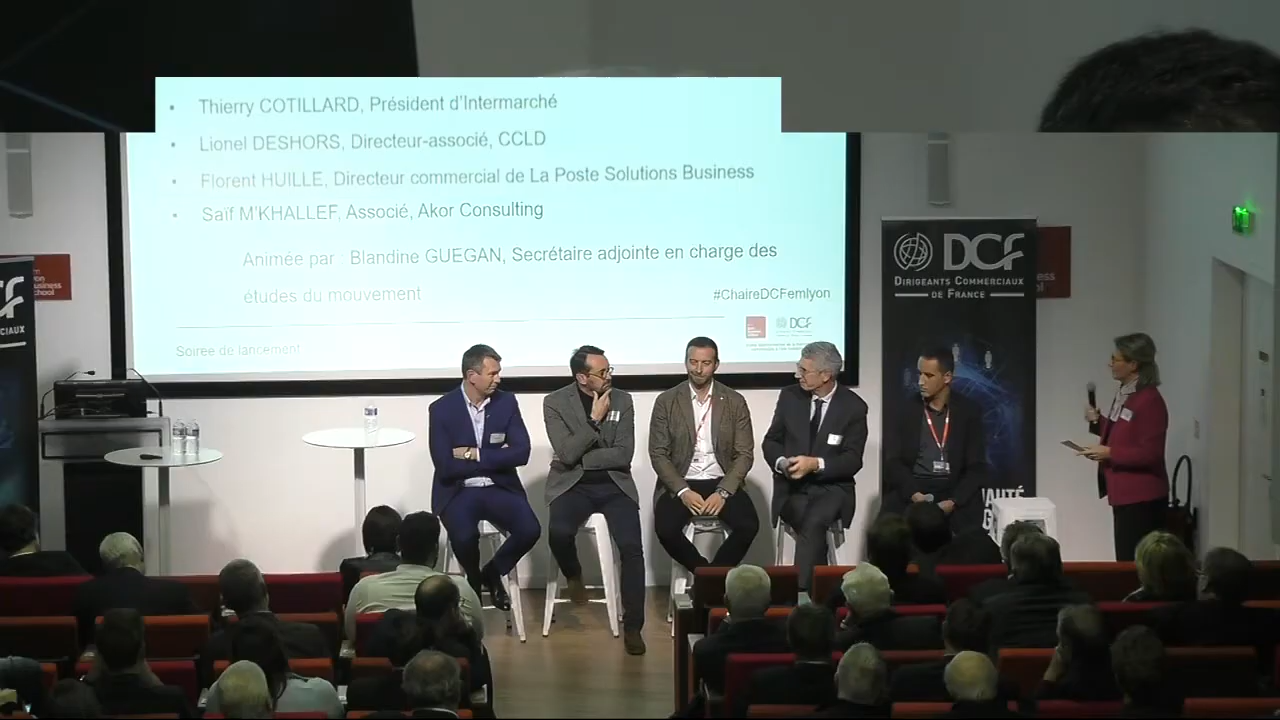 • Thierry COTILLARD, Président d'Intermarché
• Lionel DESHORS, Directeur-associé, CCLD
• Florent HUILLE, Directeur commercial de La Poste Solutions Business
• Saïf M'KHALLEF, Associé, Akor Consulting
Animée par : Blandine GUEGAN, Secrétaire adjointe en charge des
études du mouvement
#ChaireDCFemlyon
DCF
Soirée de lancement
DCF
DIRIGEANTS COMMERCIAUX
DE FRANCE